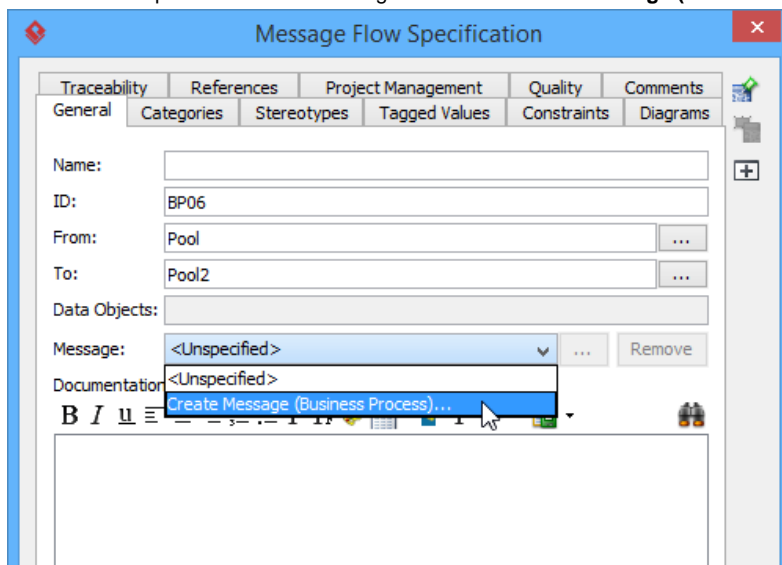 Message Flow Specification
Traceability References Project Management Quality Comments
General Categories Stereotypes Tagged Values Constraints Diagrams
Name:
ID: BP06
From: Pool ...
To: Pool2 ...
Data Objects:
Message: <Unspecified> ... Remove
<Unspecified>
Documentation
Create Message (Business Process)...
B I u